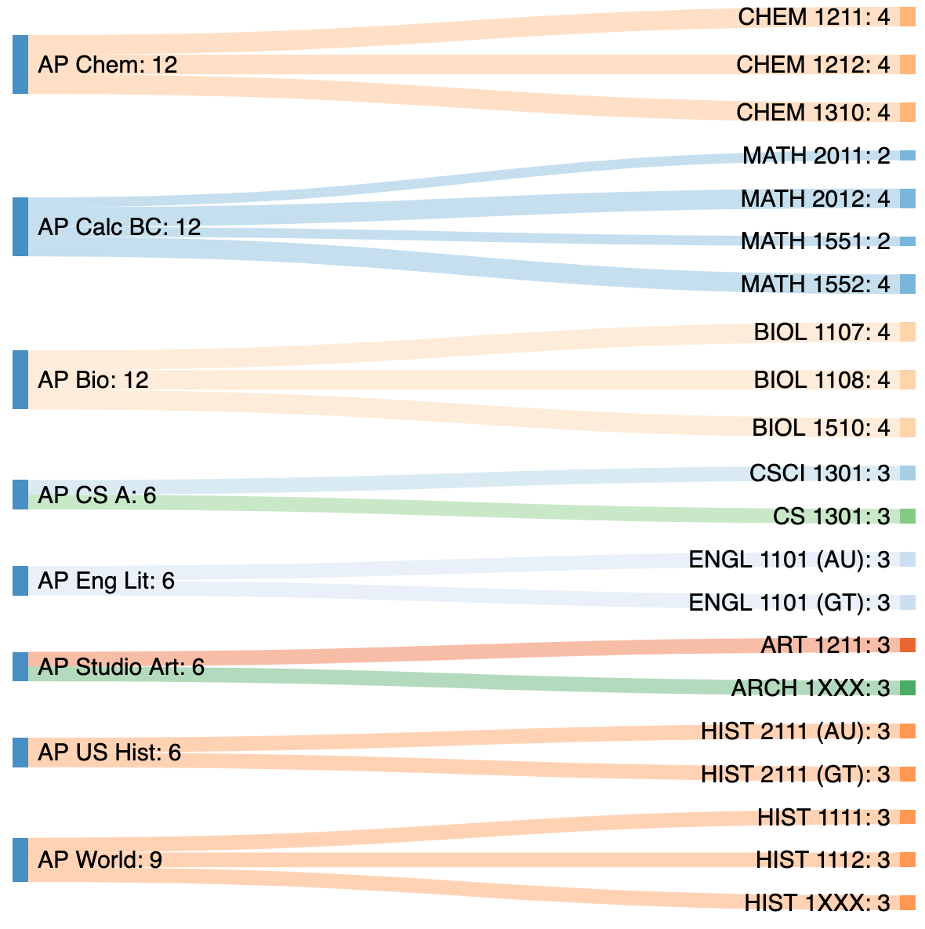 CHEM 1211: 4
AP Chem: 12
CHEM 1212: 4
CHEM 1310: 4
MATH 2011: 2
MATH 2012: 4
AP Calc BC: 12
MATH 1551: 2
MATH 1552: 4
BIOL 1107: 4
AP Bio: 12
BIOL 1108: 4
BIOL 1510: 4
CSCI 1301: 3
AP CS A: 6
CS 1301: 3
ENGL 1101 (AU): 3
AP Eng Lit: 6
ENGL 1101 (GT): 3
ART 1211: 3
AP Studio Art: 6
ARCH 1XXX: 3
HIST 2111 (AU): 3
AP US Hist: 6
HIST 2111 (GT): 3
HIST 1111: 3
AP World: 9
HIST 1112: 3
HIST 1XXX: 3